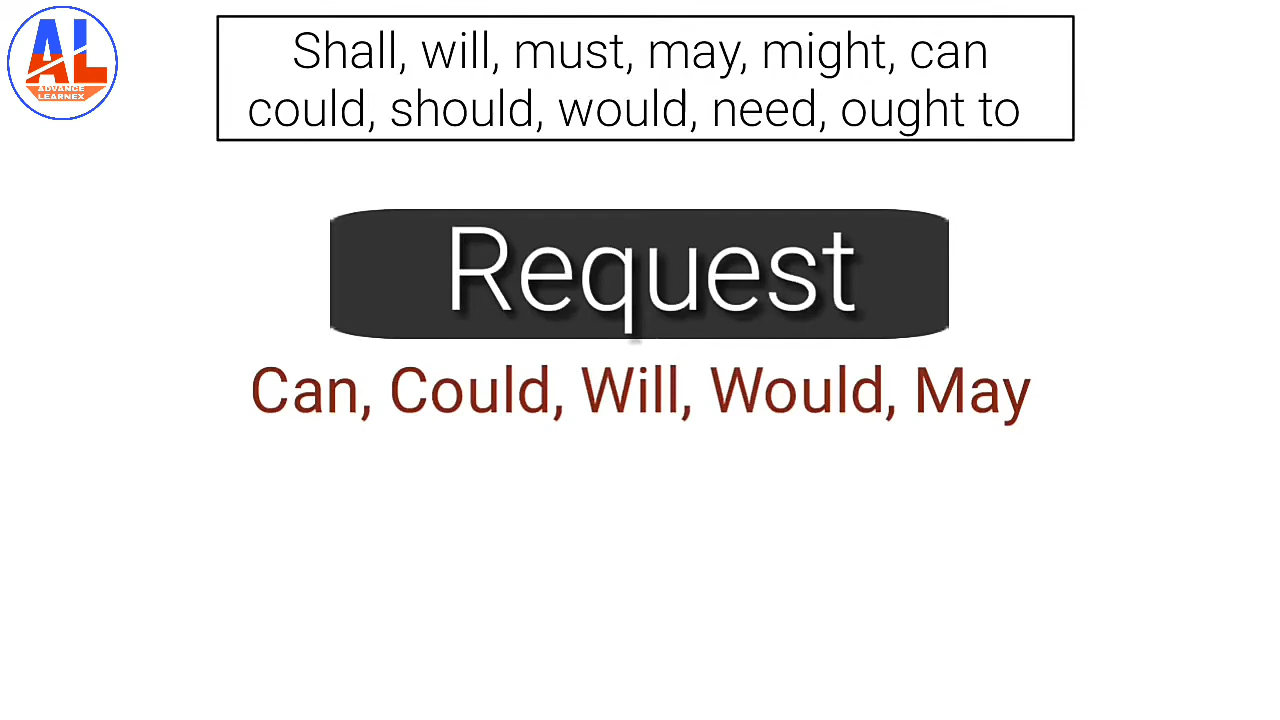 AL
ADVANCE
LEARNEX
Shall, will, must, may, might, can
could, should, would, need, ought to
Request
Can, Could, Will, Would, May